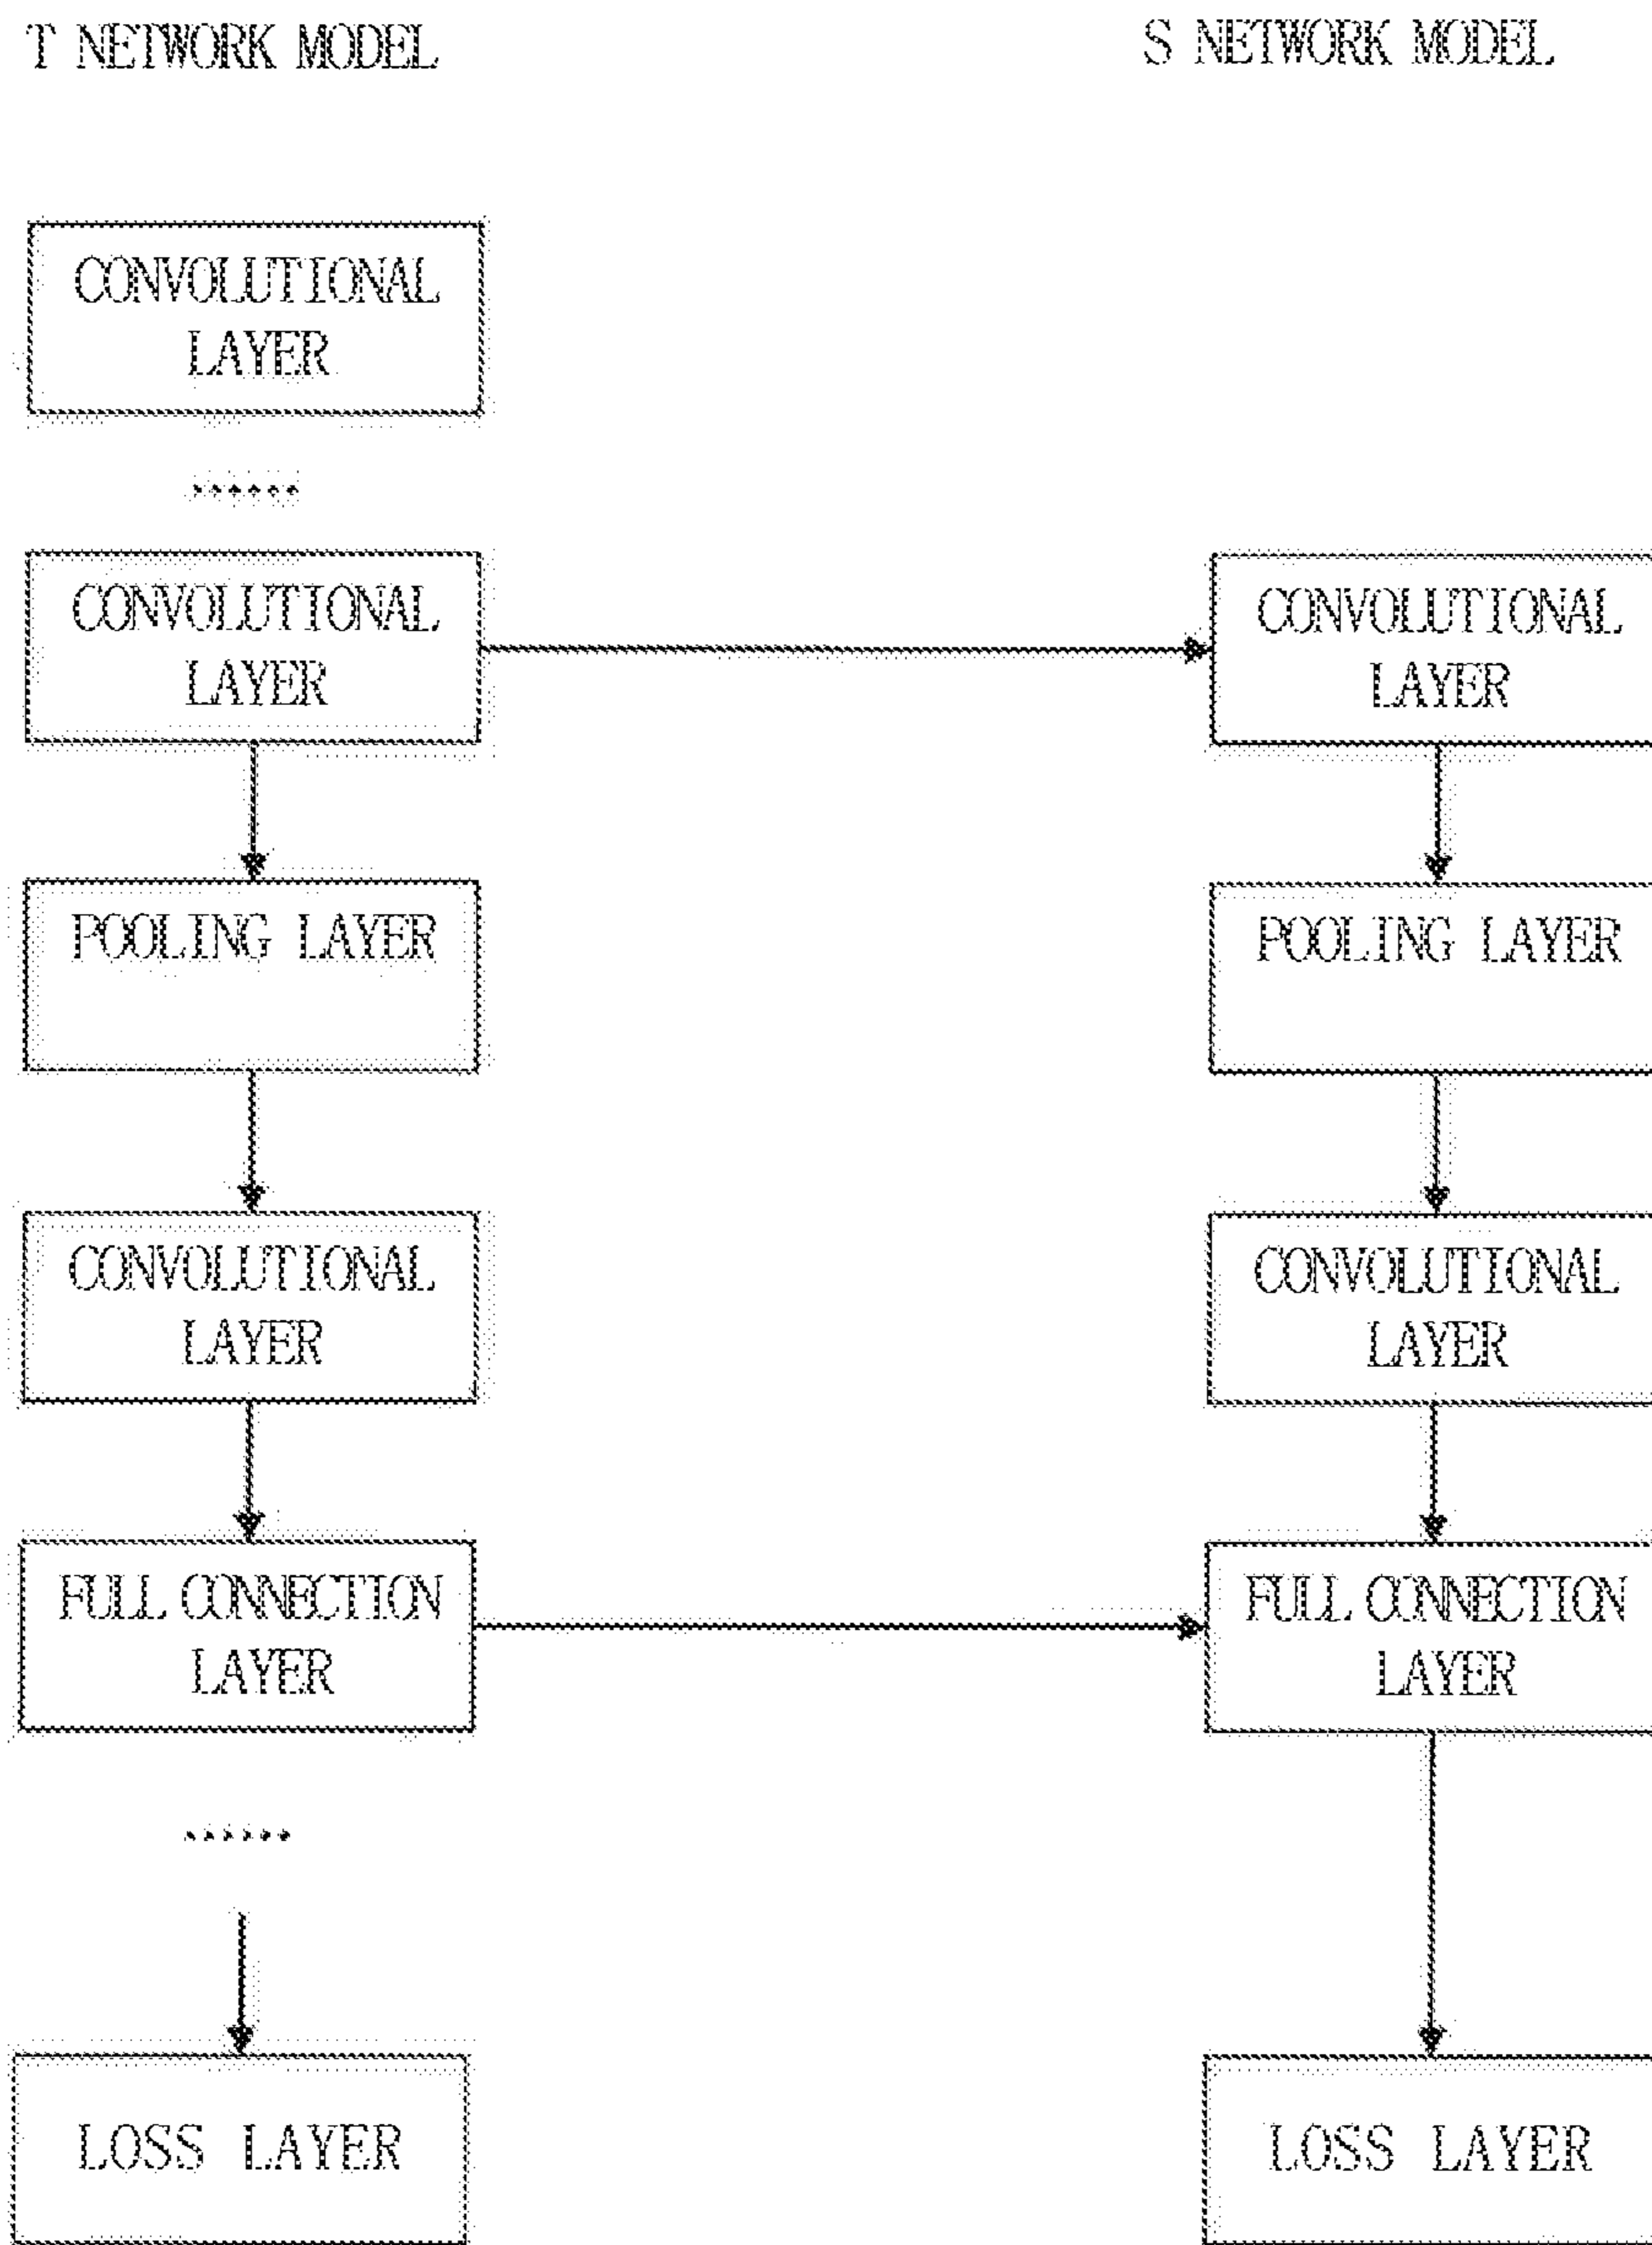 T NETWORK MODEL
S NETWORK MODEL
CONVOLUTIONAL
LAYER
......
CONVOLUTIONAL
LAYER
CONVOLUTIONAL
LAYER
POOLING LAYER
POOLING LAYER
CONVOLUTIONAL
LAYER
CONVOLUTIONAL
LAYER
FULL CONNECTION
LAYER
FULL CONNECTION
LAYER
......
LOSS LAYER
LOSS LAYER